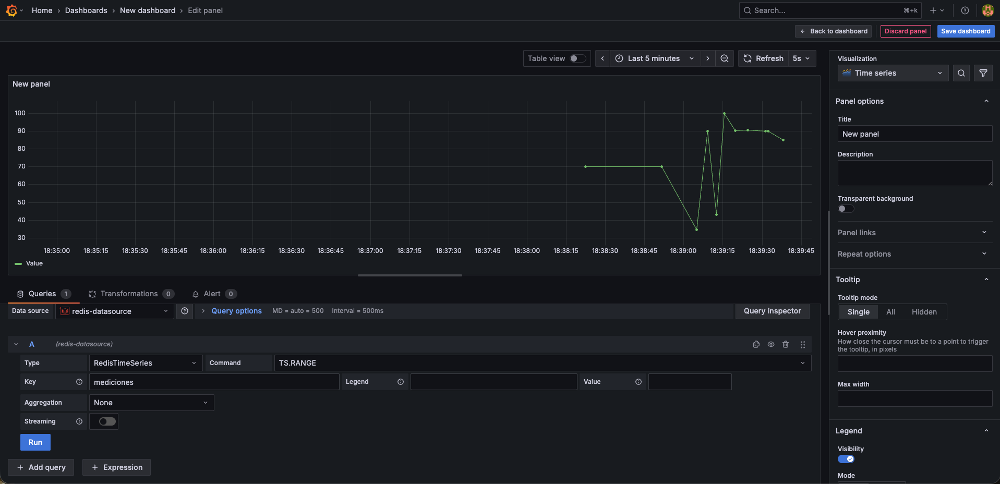 Home › Dashboards › New dashboard › Edit panel
Search... ⌘+k
← Back to dashboard Discard panel Save dashboard
Table view Last 5 minutes Refresh 5s
New panel
100
90
80
70
60
50
40
30
18:35:00 18:35:15 18:35:30 18:35:45 18:36:00 18:36:15 18:36:30 18:36:45 18:37:00 18:37:15 18:37:30 18:37:45 18:38:00 18:38:15 18:38:30 18:38:45 18:39:00 18:39:15 18:39:30 18:39:45
Value
Queries 1 Transformations 0 Alert 0
Data source redis-datasource Query options MD = auto = 500 Interval = 500ms Query inspector
A (redis-datasource)
Type RedisTimeSeries Command TS.RANGE
Key mediciones Legend Value
Aggregation None
Streaming
Run
+ Add query + Expression
Visualization
Time series
Panel options
Title
New panel
Description
Transparent background
Panel links
Repeat options
Tooltip
Tooltip mode
Single All Hidden
Hover proximity
How close the cursor must be to a point to trigger
the tooltip, in pixels
Max width
Legend
Visibility
Mode